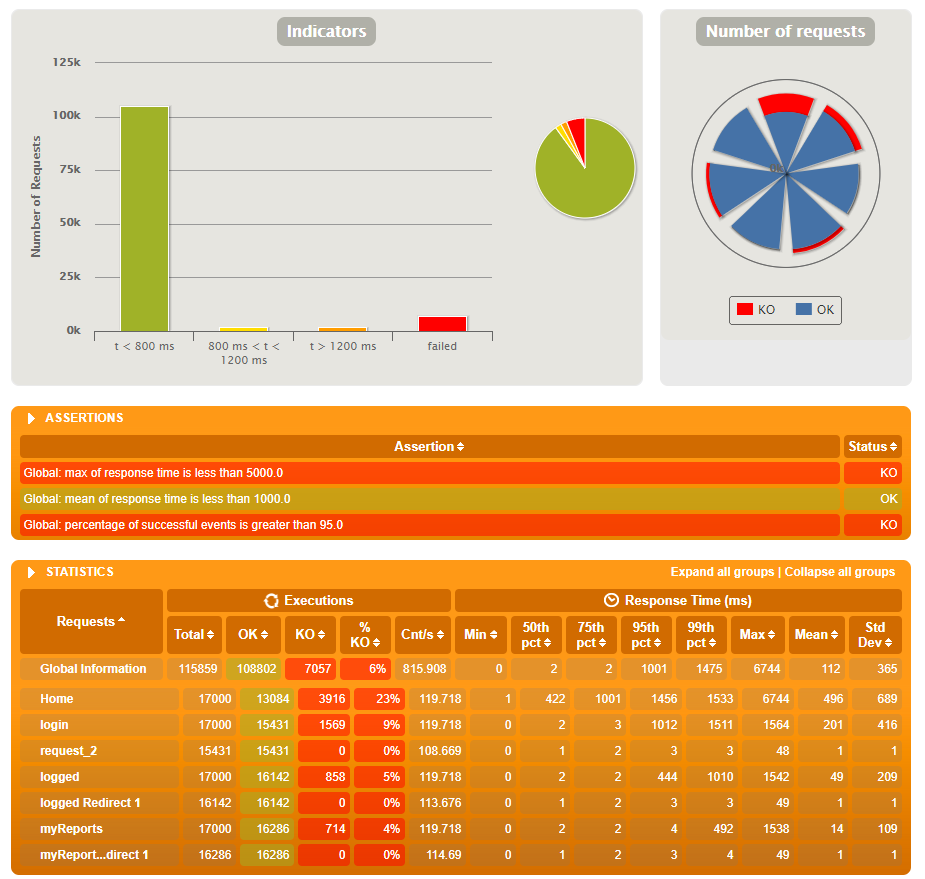 Indicators
125k
100k
75k
50k
25k
0k
Number of Requests
t < 800 ms
800 ms < t <
1200 ms
t > 1200 ms
failed
Number of requests
KO
OK
ASSERTIONS
Assertion Status
Global: max of response time is less than 5000.0 KO
Global: mean of response time is less than 1000.0 OK
Global: percentage of successful events is greater than 95.0 KO
STATISTICS Expand all groups | Collapse all groups
Requests Executions Response Time (ms)
Total OK KO % KO Cnt/s Min 50th pct 75th pct 95th pct 99th pct Max Mean Std Dev
Global Information 115859 108802 7057 6% 815.908 0 2 2 1001 1475 6744 112 365
Home 17000 13084 3916 23% 119.718 1 422 1001 1456 1533 6744 496 689
login 17000 15431 1569 9% 119.718 0 2 3 1012 1511 1564 201 416
request_2 15431 15431 0 0% 108.669 0 1 2 3 3 48 1 1
logged 17000 16142 858 5% 119.718 0 2 2 444 1010 1542 49 209
logged Redirect 1 16142 16142 0 0% 113.676 0 1 2 3 3 49 1 1
myReports 17000 16286 714 4% 119.718 0 2 2 4 492 1538 14 109
myReport...direct 1 16286 16286 0 0% 114.69 0 1 2 3 4 49 1 1